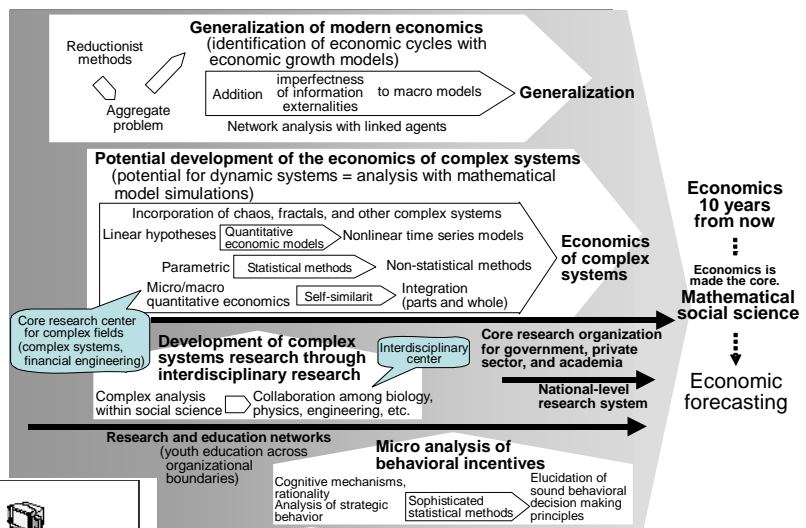 Generalization of modern economics
(identification of economic cycles with
economic growth models)
Reductionist
methods
Aggregate
problem
Addition
imperfectness
of information
externalities
to macro models
Generalization
Network analysis with linked agents
Potential development of the economics of complex systems
(potential for dynamic systems = analysis with mathematical
model simulations)
Incorporation of chaos, fractals, and other complex systems
Linear hypotheses
Quantitative
economic models
Nonlinear time series models
Parametric
Statistical methods
Non-statistical methods
Micro/macro
quantitative economics
Self-similarit
Integration
(parts and whole)
Economics
of complex
systems
Core research center
for complex fields
(complex systems,
financial engineering)
Development of complex
systems research through
interdisciplinary research
Interdisciplinary
center
Complex analysis
within social science
Collaboration among biology,
physics, engineering, etc.
Core research organization
for government, private
sector, and academia
National-level
research system
Research and education networks
(youth education across
organizational
boundaries)
Micro analysis of
behavioral incentives
Cognitive mechanisms,
rationality
Analysis of strategic
behavior
Sophisticated
statistical methods
Elucidation of
sound behavioral
decision making
principles
Economics
10 years
from now
Economics is
made the core.
Mathematical
social science
Economic
forecasting